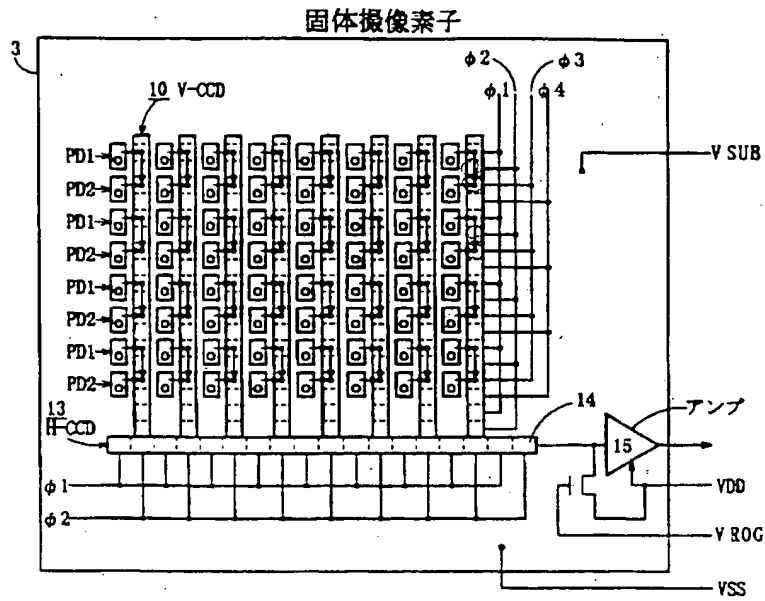 固体撮像素子
3
φ2
φ3
φ1
φ4
10 V-CCD
V SUB
PD1
PD2
PD1
PD2
PD1
PD2
PD1
PD2
13
H-CCD
14
アンプ
15
φ1
φ2
VDD
V ROG
VSS